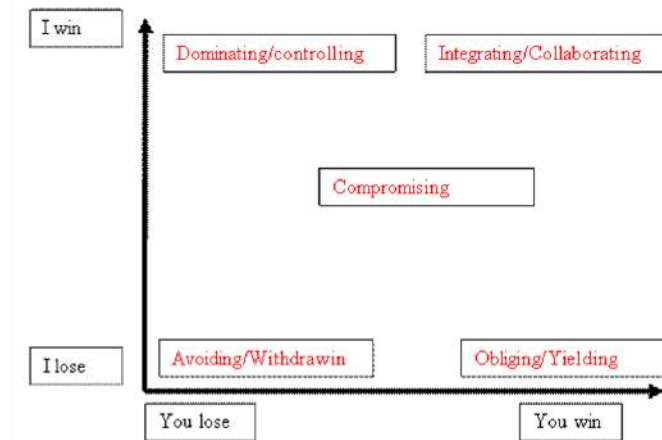 I win
Dominating/controlling
Integrating/Collaborating
Compromising
I lose
Avoiding/Withdrawin
Obliging/Yielding
You lose
You win